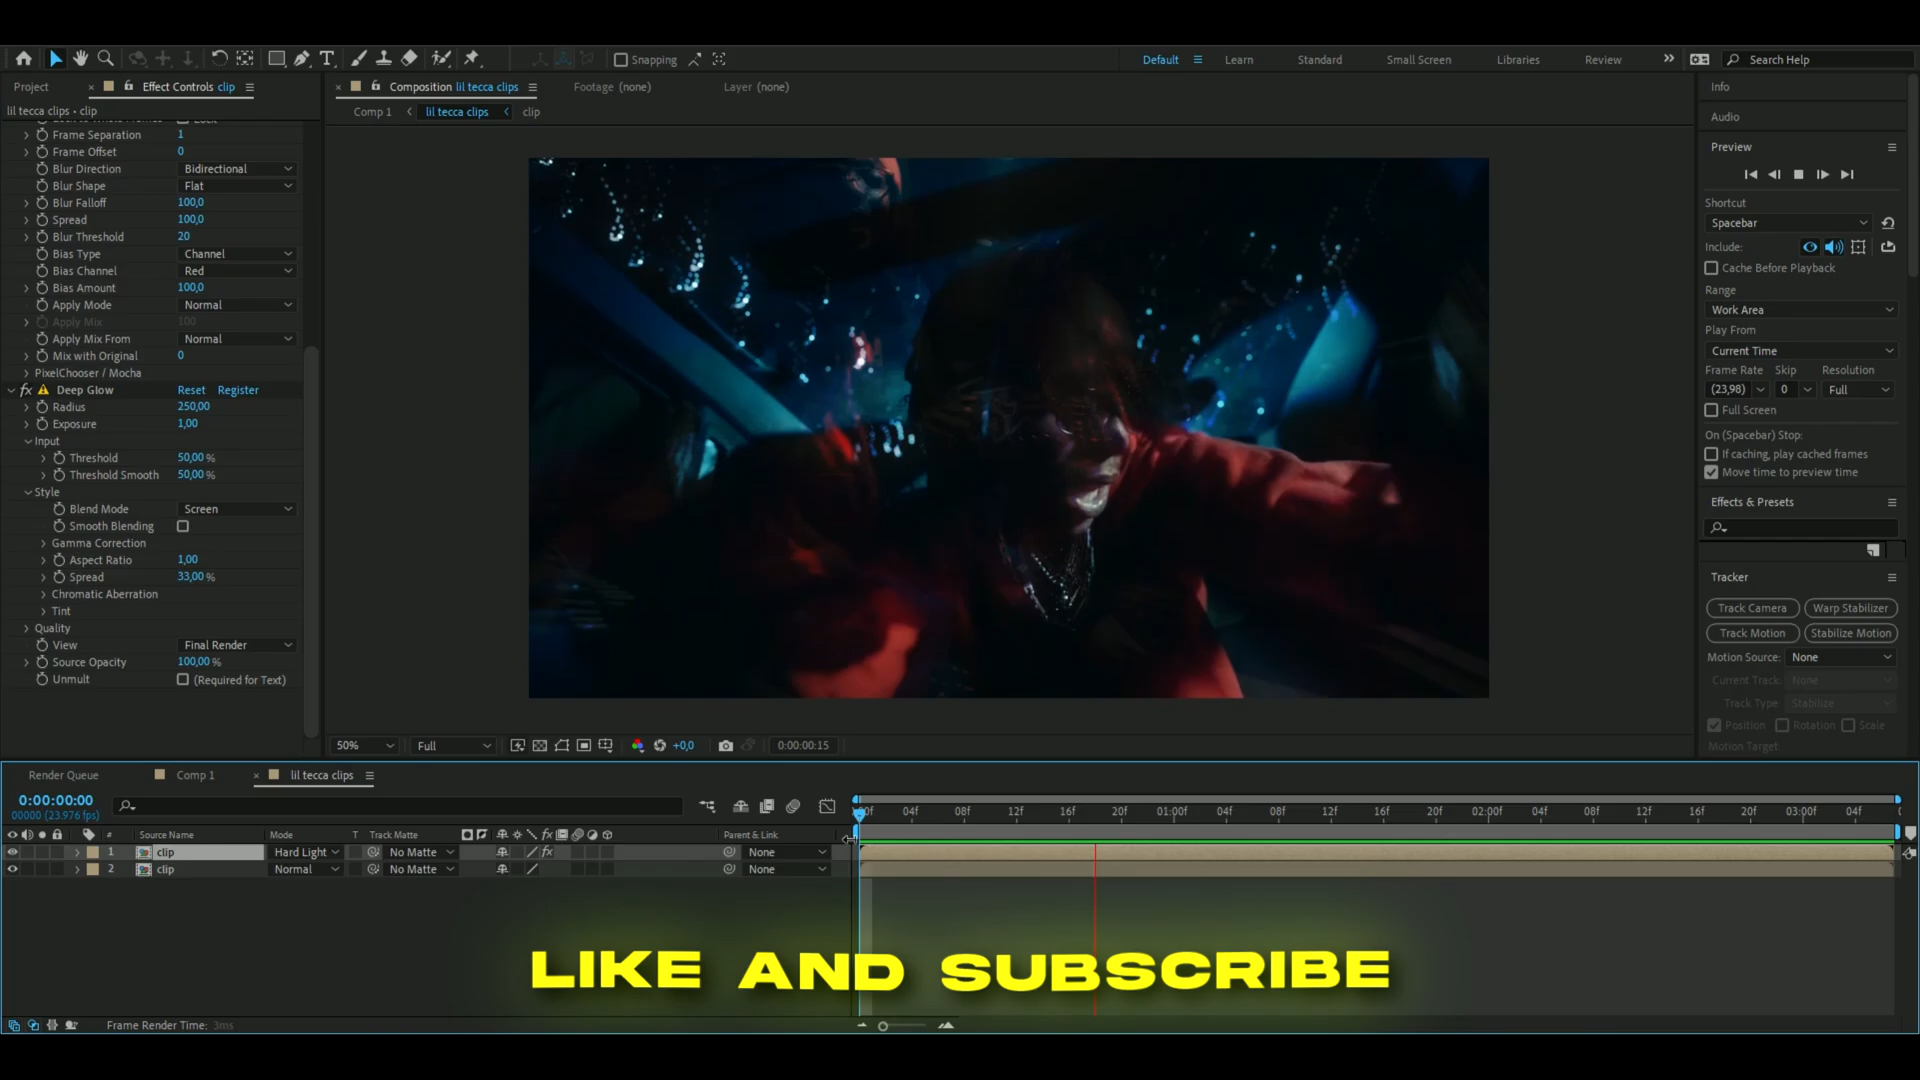 Snapping
Default
Learn
Standard
Small Screen
Libraries
Review
Search Help
Project
Effect Controls clip
Composition lil tecca clips
Footage (none)
Layer (none)
lil tecca clips • clip
Comp 1
lil tecca clips
clip
Frame Separation 1
Frame Offset 0
Blur Direction Bidirectional
Blur Shape Flat
Blur Falloff 100,0
Spread 100,0
Blur Threshold 20
Bias Type Channel
Bias Channel Red
Bias Amount 100,0
Apply Mode Normal
Apply Mix 100
Apply Mix From Normal
Mix with Original 0
PixelChooser / Mocha
fx Deep Glow Reset Register
Radius 250,00
Exposure 1,00
Input
Threshold 50,00 %
Threshold Smooth 50,00 %
Style
Blend Mode Screen
Smooth Blending
Gamma Correction
Aspect Ratio 1,00
Spread 33,00 %
Chromatic Aberration
Tint
Quality
View Final Render
Source Opacity 100,00 %
Unmult (Required for Text)
50%
Full
+0,0
0:00:00:15
Info
Audio
Preview
Shortcut
Spacebar
Include:
Cache Before Playback
Range
Work Area
Play From
Current Time
Frame Rate Skip Resolution
(23,98) 0 Full
Full Screen
On (Spacebar) Stop:
If caching, play cached frames
Move time to preview time
Effects & Presets
Tracker
Track Camera Warp Stabilizer
Track Motion Stabilize Motion
Motion Source: None
Current Track: None
Track Type: Stabilize
Position Rotation Scale
Motion Target:
Render Queue
Comp 1
lil tecca clips
0:00:00:00
00000 (23.976 fps)
00f 04f 08f 12f 16f 20f 01:00f 04f 08f 12f 16f 20f 02:00f 04f 08f 12f 16f 20f 03:00f 04f
# Source Name Mode T Track Matte fx Parent & Link
1 clip Hard Light No Matte fx None
2 clip Normal No Matte None
LIKE AND SUBSCRIBE
Frame Render Time: 3ms